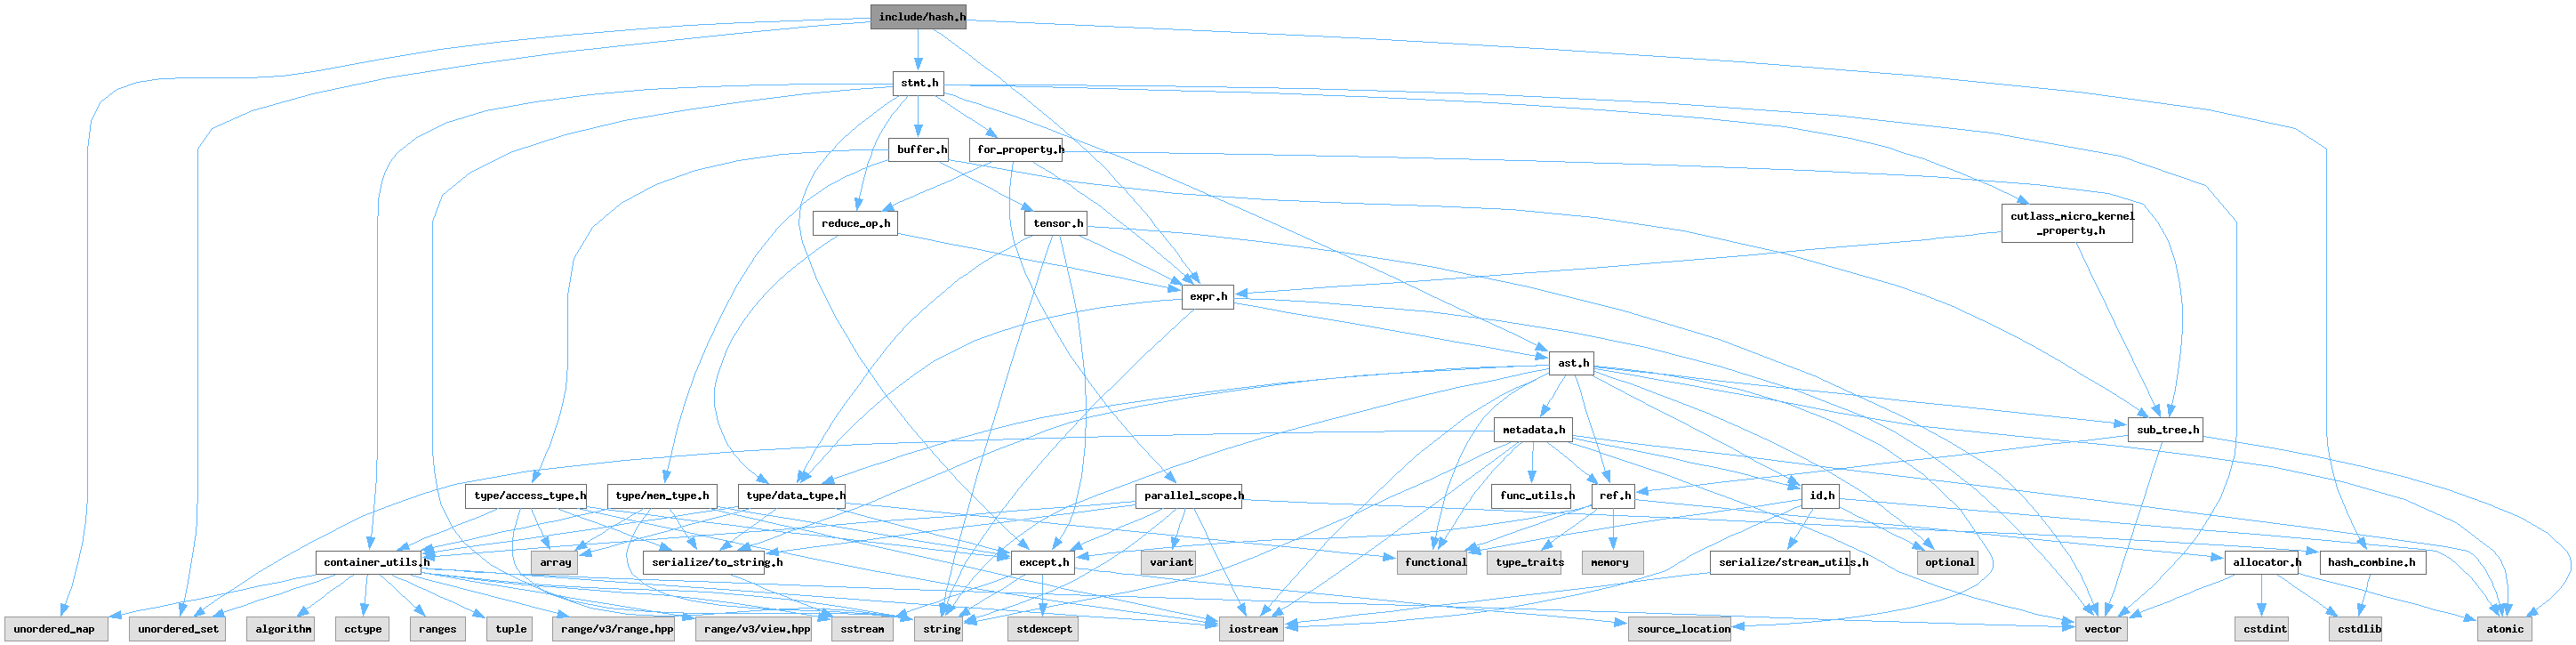 include/hash.h
stmt.h
buffer.h
for_property.h
reduce_op.h
tensor.h
cutlass_micro_kernel
_property.h
expr.h
ast.h
metadata.h
sub_tree.h
type/access_type.h
type/mem_type.h
type/data_type.h
parallel_scope.h
func_utils.h
ref.h
id.h
container_utils.h
array
serialize/to_string.h
except.h
variant
functional
type_traits
memory
serialize/stream_utils.h
optional
allocator.h
hash_combine.h
unordered_map
unordered_set
algorithm
cctype
ranges
tuple
range/v3/range.hpp
range/v3/view.hpp
sstream
string
stdexcept
iostream
source_location
vector
cstdint
cstdlib
atomic